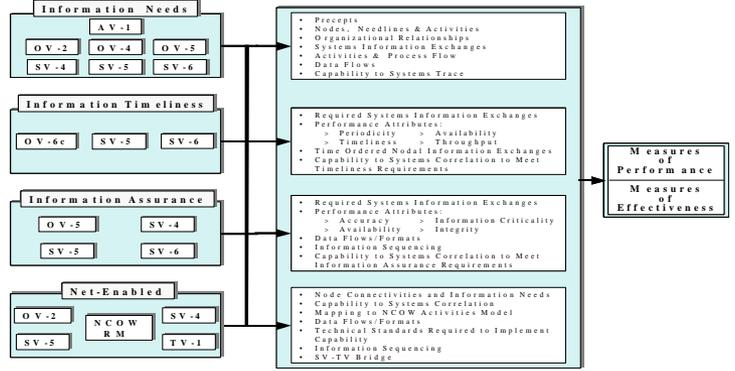 Information Needs
AV-1
OV-2 OV-4 OV-5
SV-4 SV-5 SV-6
• Precepts
• Nodes, Needlines & Activities
• Organizational Relationships
• Systems Information Exchanges
• Activities & Process Flow
• Data Flows
• Capability to Systems Trace
Information Timeliness
OV-6c SV-5 SV-6
• Required Systems Information Exchanges
• Performance Attributes:
> Periodicity > Availability
> Timeliness > Throughput
• Time Ordered Nodal Information Exchanges
• Capability to Systems Correlation to Meet
Timeliness Requirements
Information Assurance
OV-5 SV-4
SV-5 SV-6
• Required Systems Information Exchanges
• Performance Attributes:
> Accuracy > Information Criticality
> Availability > Integrity
• Data Flows/Formats
• Information Sequencing
• Capability to Systems Correlation to Meet
Information Assurance Requirements
Net-Enabled
OV-2 SV-4
NCOW
RM
SV-5 TV-1
• Node Connectivities and Information Needs
• Capability to Systems Correlation
• Mapping to NCOW Activities Model
• Data Flows/Formats
• Technical Standards Required to Implement
Capability
• Information Sequencing
• SV-TV Bridge
Measures
of
Performance
Measures
of
Effectiveness